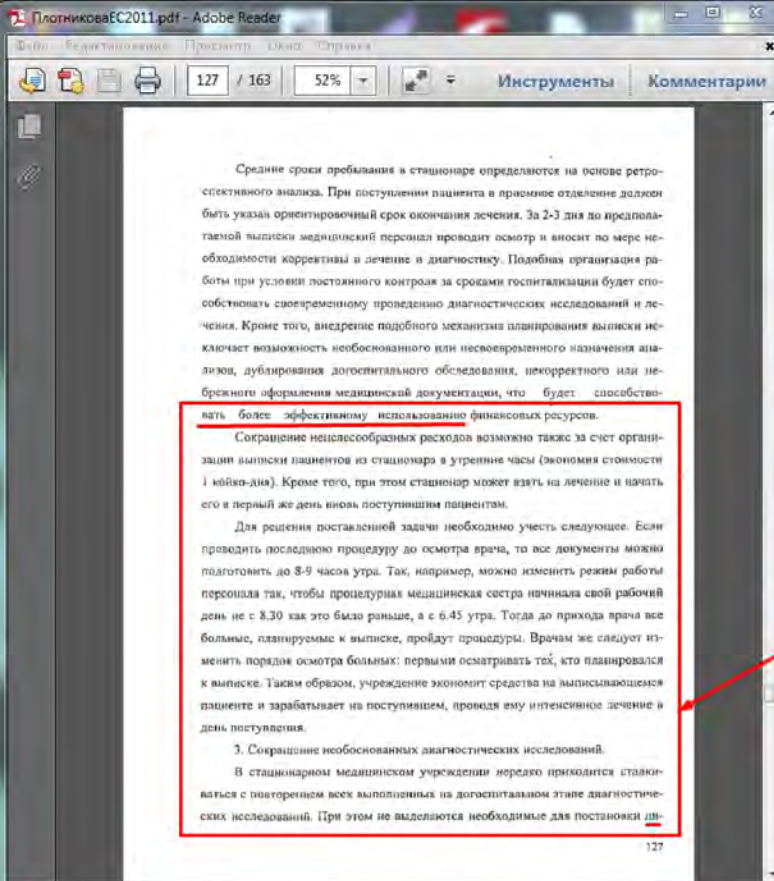 ПлотниковаЕС2011.pdf - Adobe Reader
Файл Редактирование Просмотр Окно Справка
127 / 163 52% Инструменты Комментарии
Средние сроки пребывания в стационаре определяются на основе ретро-
спективного анализа. При поступлении пациента в приемное отделение должен
быть указан ориентировочный срок окончания лечения. За 2-3 дня до предпола-
гаемой выписки медицинский персонал проводит осмотр и вносит по мере не-
обходимости коррективы в лечение и диагностику. Подобная организация ра-
боты при условии постоянного контроля за сроками госпитализации будет спо-
собствовать своевременному проведению диагностических исследований и ле-
чения. Кроме того, внедрение подобного механизма планирования выписки ис-
ключает возможность необоснованного или несвоевременного назначения ана-
лизов, дублирования догоспитального обследования, некорректного или не-
брежного оформления медицинской документации, что будет способство-
вать более эффективному использованию финансовых ресурсов.
Сокращение нецелесообразных расходов возможно также за счет органи-
зации выписки пациентов из стационара в утренние часы (экономия стоимости
1 койко-дня). Кроме того, при этом стационар может взять на лечение и начать
его в первый же день вновь поступившим пациентам.
Для решения поставленной задачи необходимо учесть следующее. Если
проводить последнюю процедуру до осмотра врача, то все документы можно
подготовить до 8-9 часов утра. Так, например, можно изменить режим работы
персонала так, чтобы процедурная медицинская сестра начинала свой рабочий
день не с 8.30 как это было раньше, а с 6.45 утра. Тогда до прихода врача все
больные, планируемые к выписке, пройдут процедуры. Врачам же следует из-
менить порядок осмотра больных: первыми осматривать тех, кто планировался
к выписке. Таким образом, учреждение экономит средства на выписывающемся
пациенте и зарабатывает на поступившем, проводя ему интенсивное лечение в
день поступления.
3. Сокращение необоснованных диагностических исследований.
В стационарном медицинском учреждении нередко приходится сталки-
ваться с повторением всех выполненных на догоспитальном этапе диагностиче-
ских исследований. При этом не выделяются необходимые для постановки ди-
127